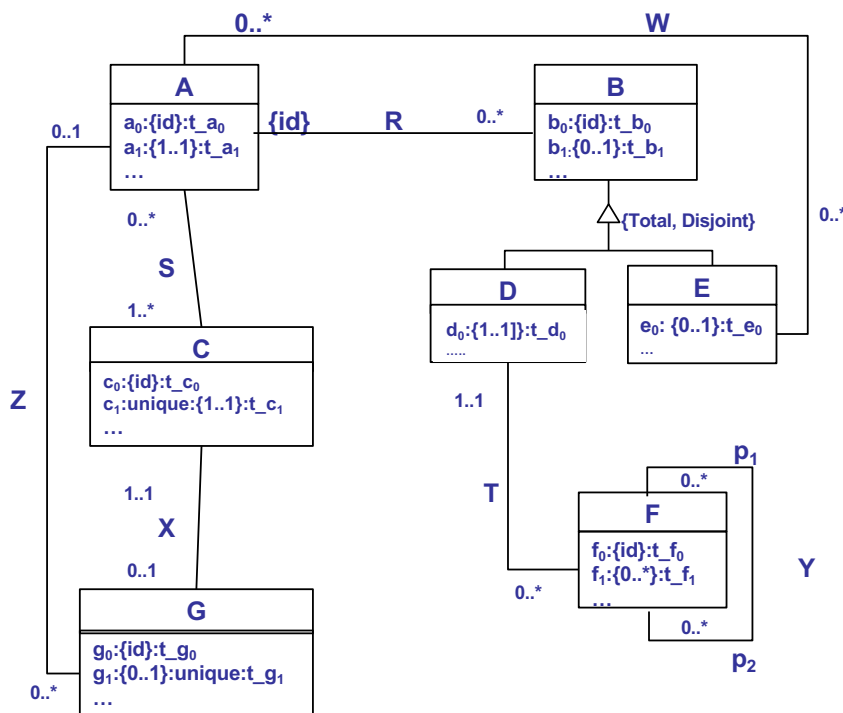 0..*
W
A
a₀:{id}:t_a₀
a₁:{1..1}:t_a₁
...
{id}
R
0..*
B
b₀:{id}:t_b₀
b₁:{0..1}:t_b₁
...
0..1
{Total, Disjoint}
0..*
0..*
S
1..*
D
d₀:{1..1]}:t_d₀
.....
E
e₀: {0..1}:t_e₀
...
C
c₀:{id}:t_c₀
c₁:unique:{1..1}:t_c₁
...
Z
1..1
1..1
X
0..1
T
p₁
0..*
F
f₀:{id}:t_f₀
f₁:{0..*}:t_f₁
...
Y
0..*
0..*
p₂
G
g₀:{id}:t_g₀
g₁:{0..1}:unique:t_g₁
...
0..*